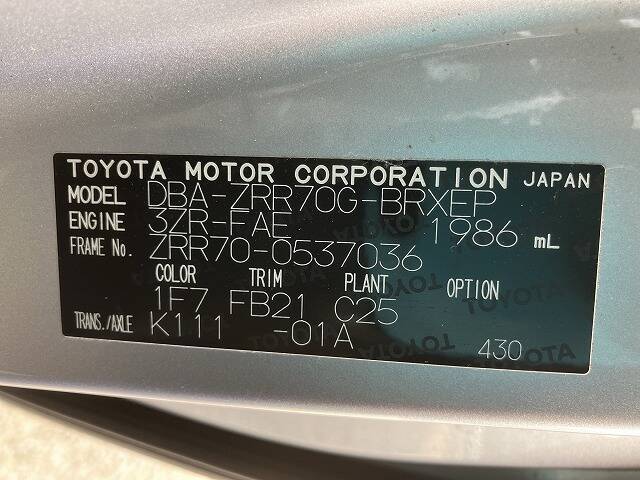 TOYOTA MOTOR CORPORATION JAPAN
MODEL DBA-ZRR70G-BRXEP
ENGINE 3ZR-FAE 1986 mL
FRAME No. ZRR70-0537036
COLOR TRIM PLANT OPTION
1F7 FB21 C25
TRANS./AXLE K111 -01A
430